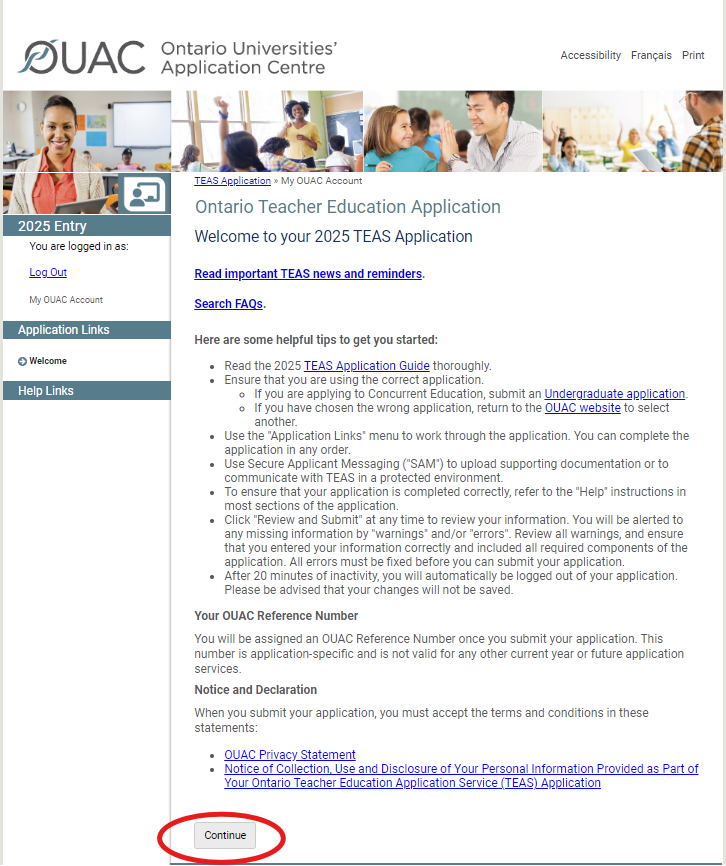 OUAC Ontario Universities'
Application Centre
Accessibility Français Print
TEAS Application » My OUAC Account
Ontario Teacher Education Application
2025 Entry
You are logged in as:
Log Out
My OUAC Account
Application Links
Welcome
Help Links
Welcome to your 2025 TEAS Application
Read important TEAS news and reminders.
Search FAQs.
Here are some helpful tips to get you started:
• Read the 2025 TEAS Application Guide thoroughly.
• Ensure that you are using the correct application.
◦ If you are applying to Concurrent Education, submit an Undergraduate application.
◦ If you have chosen the wrong application, return to the OUAC website to select
another.
• Use the "Application Links" menu to work through the application. You can complete the
application in any order.
• Use Secure Applicant Messaging ("SAM") to upload supporting documentation or to
communicate with TEAS in a protected environment.
• To ensure that your application is completed correctly, refer to the "Help" instructions in
most sections of the application.
• Click "Review and Submit" at any time to review your information. You will be alerted to
any missing information by "warnings" and/or "errors". Review all warnings, and ensure
that you entered your information correctly and included all required components of the
application. All errors must be fixed before you can submit your application.
• After 20 minutes of inactivity, you will automatically be logged out of your application.
Please be advised that your changes will not be saved.
Your OUAC Reference Number
You will be assigned an OUAC Reference Number once you submit your application. This
number is application-specific and is not valid for any other current year or future application
services.
Notice and Declaration
When you submit your application, you must accept the terms and conditions in these
statements:
• OUAC Privacy Statement
• Notice of Collection, Use and Disclosure of Your Personal Information Provided as Part of
Your Ontario Teacher Education Application Service (TEAS) Application
Continue